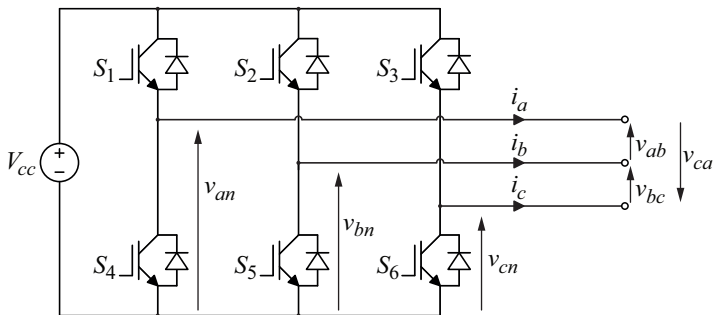 S1
S2
S3
ia
Vcc
+
−
van
ib
vab
vca
vbn
ic
vbc
S4
S5
S6
vcn